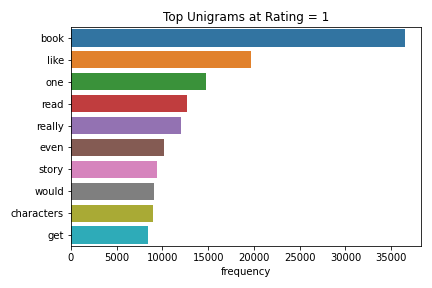 Top Unigrams at Rating = 1
book
like
one
read
really
even
story
would
characters
get
0 5000 10000 15000 20000 25000 30000 35000
frequency